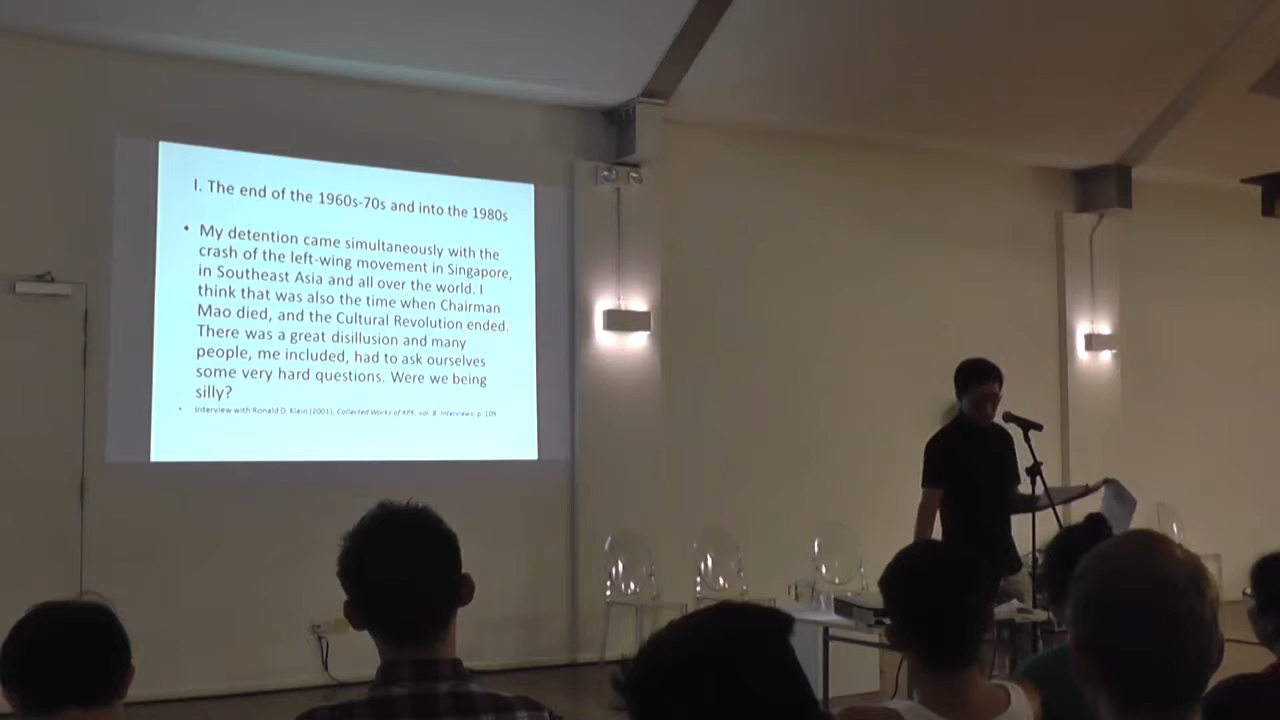 I. The end of the 1960s-70s and into the 1980s
• My detention came simultaneously with the
crash of the left-wing movement in Singapore,
in Southeast Asia and all over the world. I
think that was also the time when Chairman
Mao died, and the Cultural Revolution ended.
There was a great disillusion and many
people, me included, had to ask ourselves
some very hard questions. Were we being
silly?
• Interview with Ronald D. Klein (2001). Collected Works of KPK, vol. 8: Interviews, p. 109